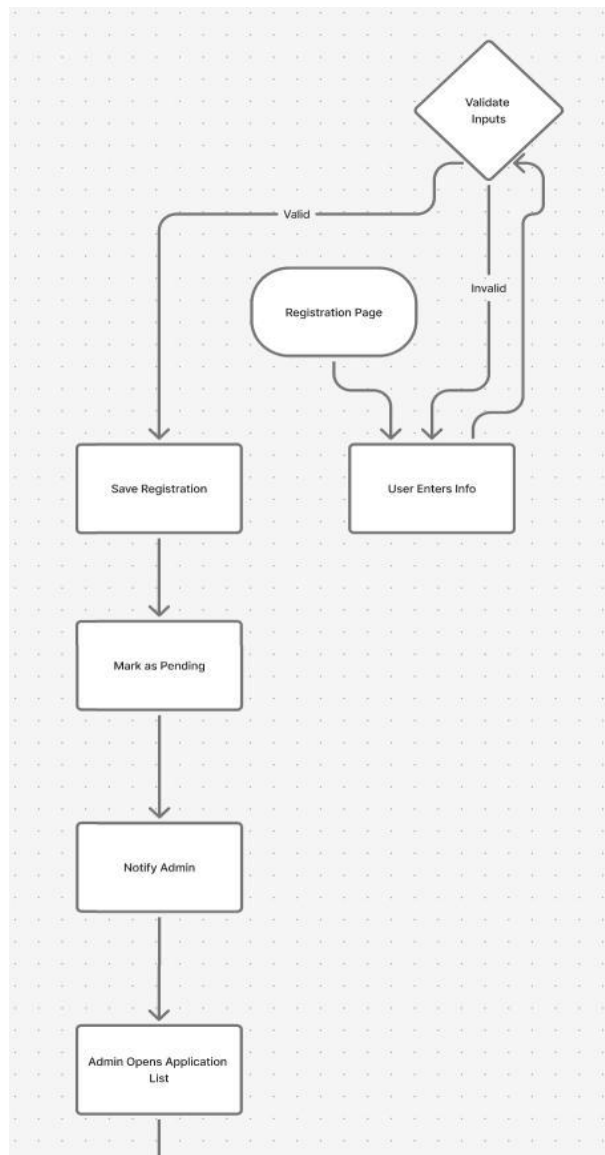 Validate
Inputs
Valid
Invalid
Registration Page
Save Registration
User Enters Info
Mark as Pending
Notify Admin
Admin Opens Application
List